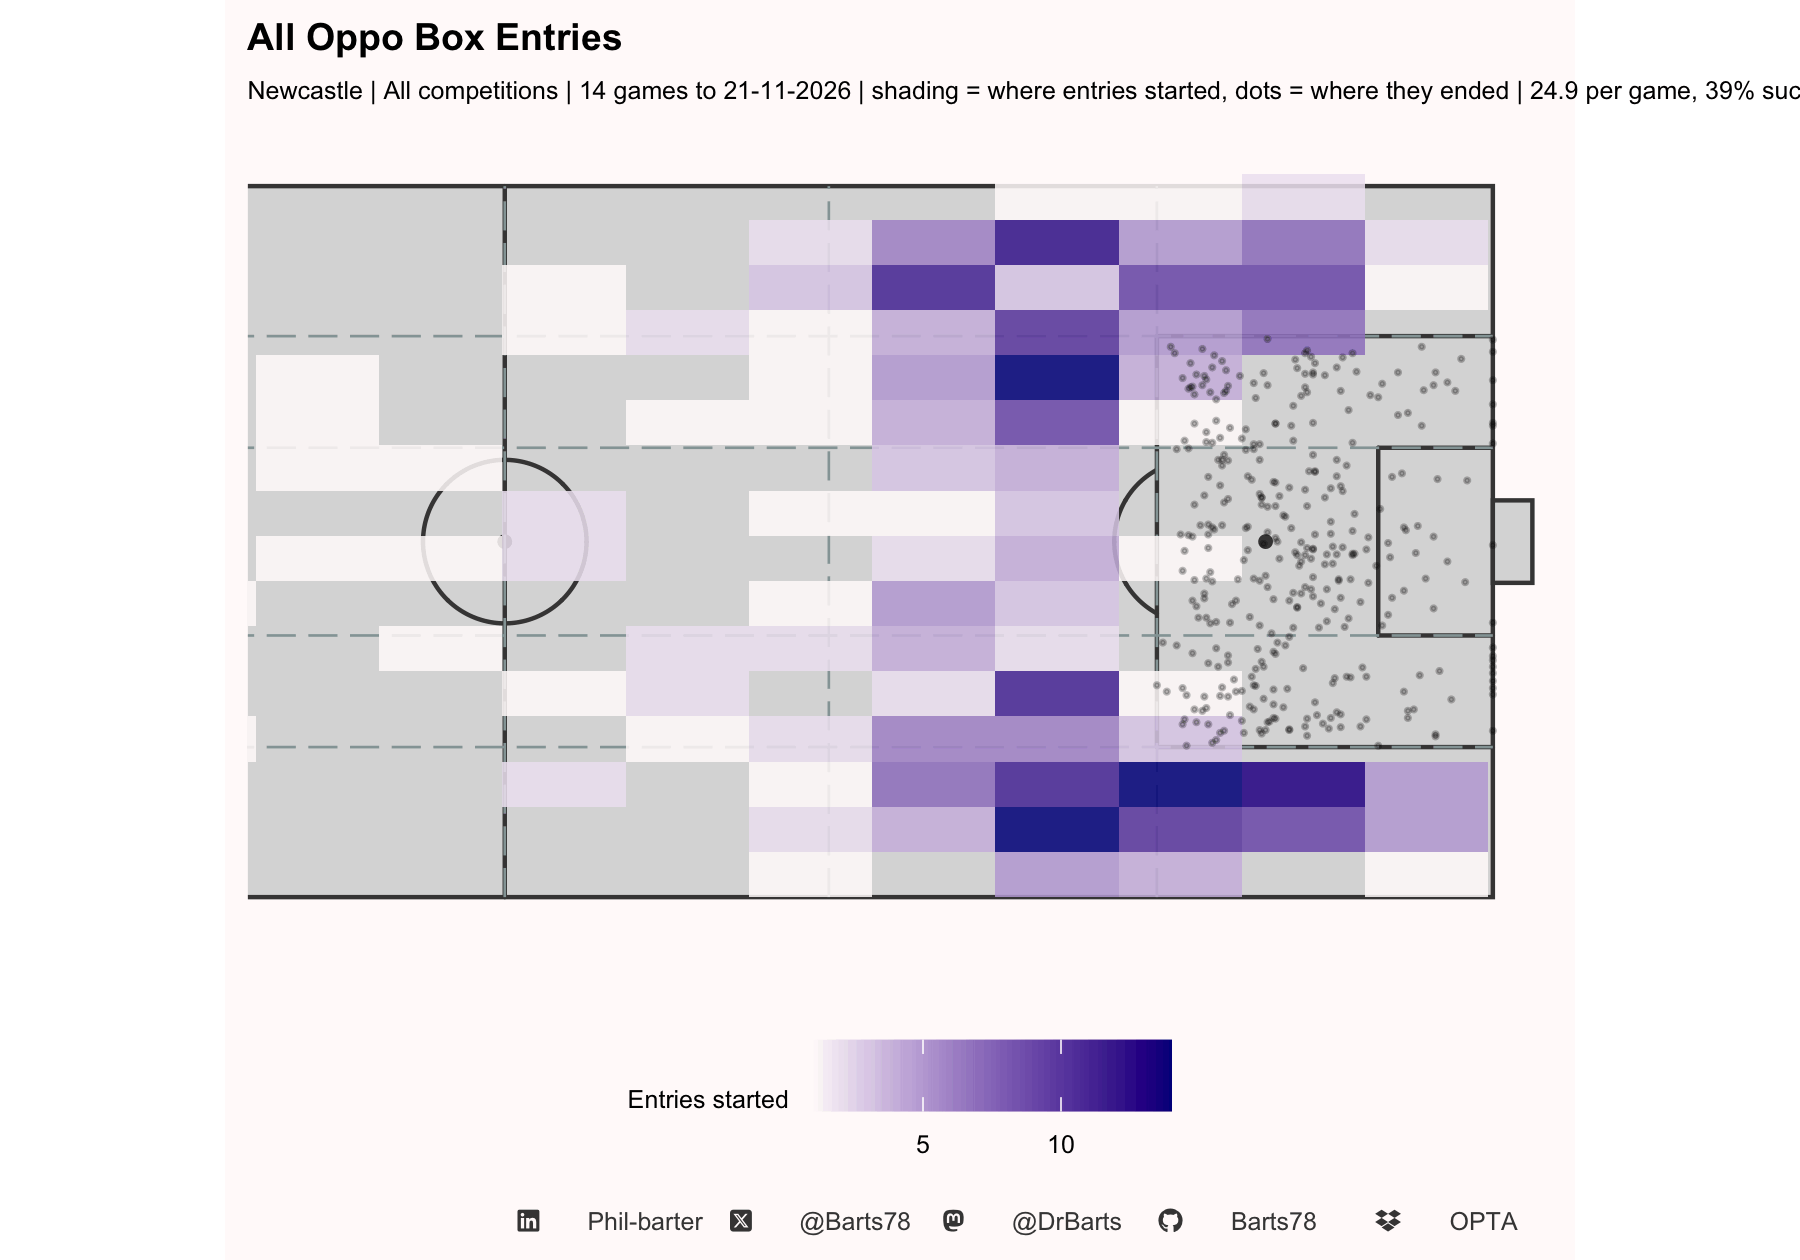 All Oppo Box Entries
Newcastle | All competitions | 14 games to 21-11-2026 | shading = where entries started, dots = where they ended | 24.9 per game, 39% suc
Entries started
5 10
Phil-barter @Barts78 @DrBarts Barts78 OPTA